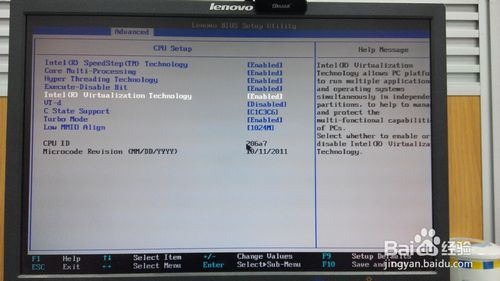 lenovo
Lenovo BIOS Setup Utility
Advanced
CPU Setup
Help Message
Intel(R) SpeedStep(TM) Technology [Enabled]
Core Multi-Processing [Enabled]
Hyper Threading Technology [Enabled]
Execute-Disable Bit [Enabled]
Intel(R) Virtualization Technology [Enabled]
VT-d [Disabled]
C State Support [C1C3C6]
Turbo Mode [Enabled]
Low MMIO Align [1024M]
CPU ID 206a7
Microcode Revision (MM/DD/YYYY) 10/11/2011
Intel(R) Virtualization
Technology allows PC platfo
to run multiple application
and operating systems
simultaneously in independe
partitions, to help to manag
and protect the
multi-functional capabilit
of PCs.
Select whether to enable or
disable Intel(R) Virtualiza
Technology.
F1 Help ↑↓ Select Item +/- Change Values F9 Setup Defaults
ESC Exit ←→ Select Menu Enter Select▶Sub-Menu F10 Save and
Baidu 经验
jingyan.baidu.com